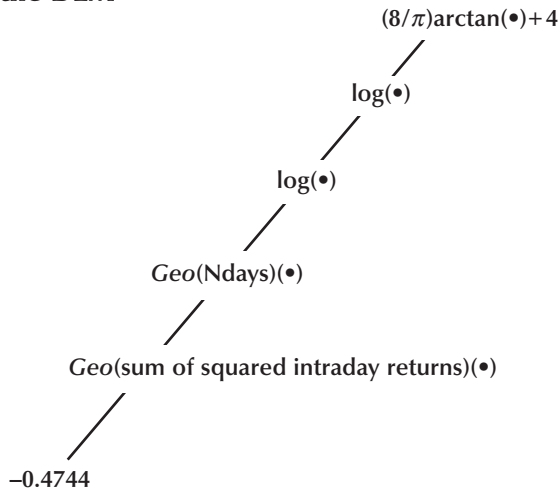 (8/π)arctan(•)+4
log(•)
log(•)
Geo(Ndays)(•)
Geo(sum of squared intraday returns)(•)
–0.4744